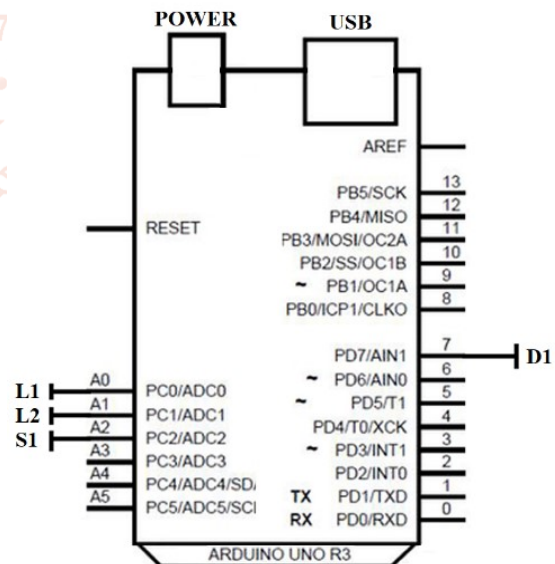 POWER
USB
AREF
13
PB5/SCK
12
PB4/MISO
11
PB3/MOSI/OC2A
10
PB2/SS/OC1B
9
~ PB1/OC1A
8
PB0/ICP1/CLKO
RESET
7
PD7/AIN1
D1
6
~ PD6/AIN0
5
~ PD5/T1
4
PD4/T0/XCK
3
~ PD3/INT1
2
PD2/INT0
1
TX PD1/TXD
0
RX PD0/RXD
L1 A0 PC0/ADC0
L2 A1 PC1/ADC1
S1 A2 PC2/ADC2
A3 PC3/ADC3
A4 PC4/ADC4/SD
A5 PC5/ADC5/SC
ARDUINO UNO R3